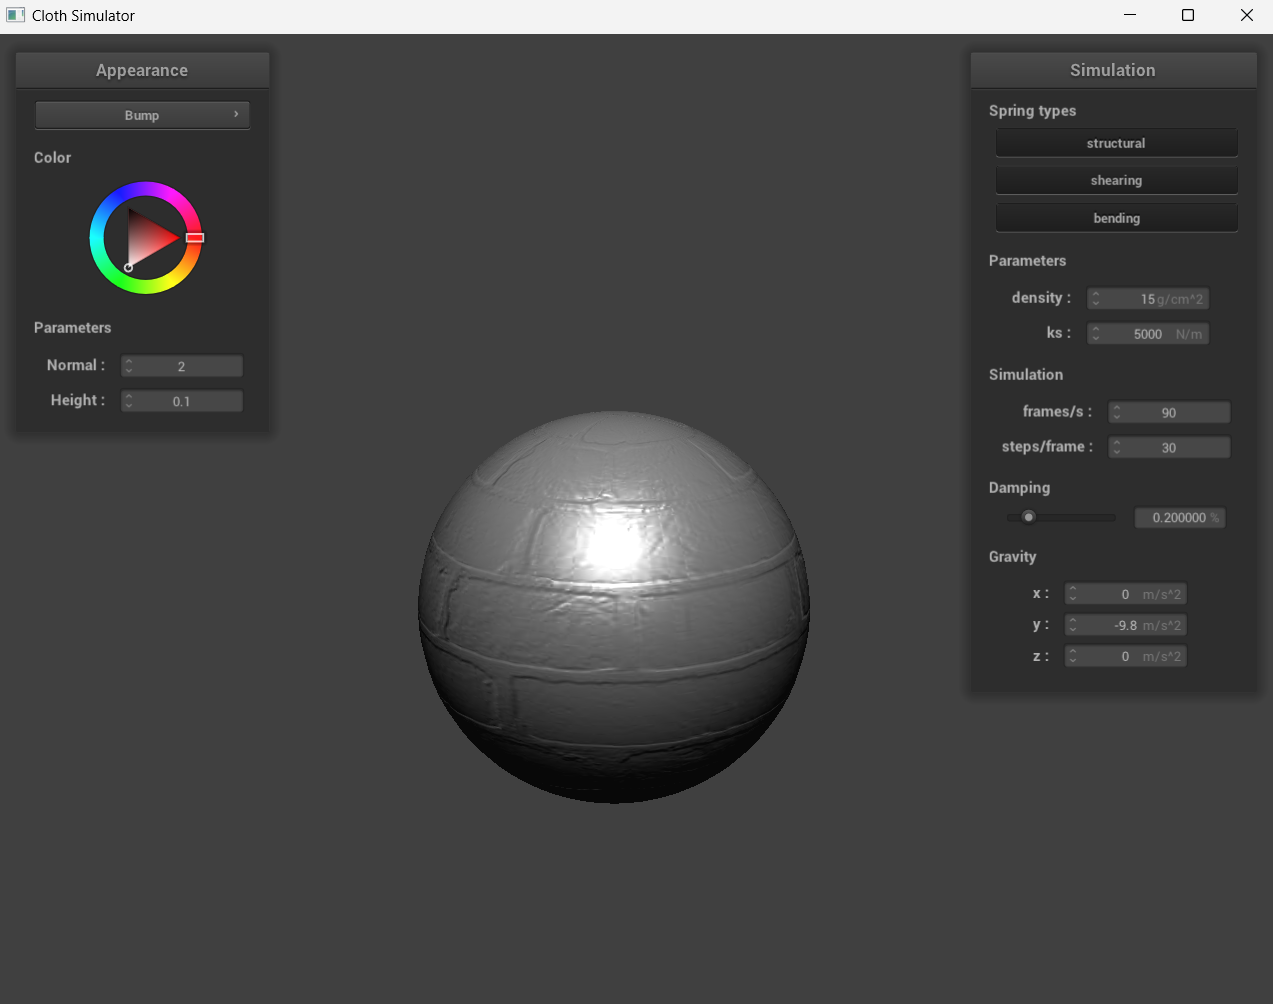 Cloth Simulator
Appearance
Bump ›
Color
Parameters
Normal : 2
Height : 0.1
Simulation
Spring types
structural
shearing
bending
Parameters
density : 15 g/cm^2
ks : 5000 N/m
Simulation
frames/s : 90
steps/frame : 30
Damping
0.200000 %
Gravity
x : 0 m/s^2
y : -9.8 m/s^2
z : 0 m/s^2